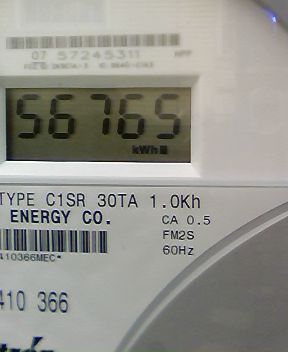 07 57245311
56765
kWh
TYPE C1SR 30TA 1.0Kh
ENERGY CO.
CA 0.5
FM2S
60Hz
410366MEC*
410 366